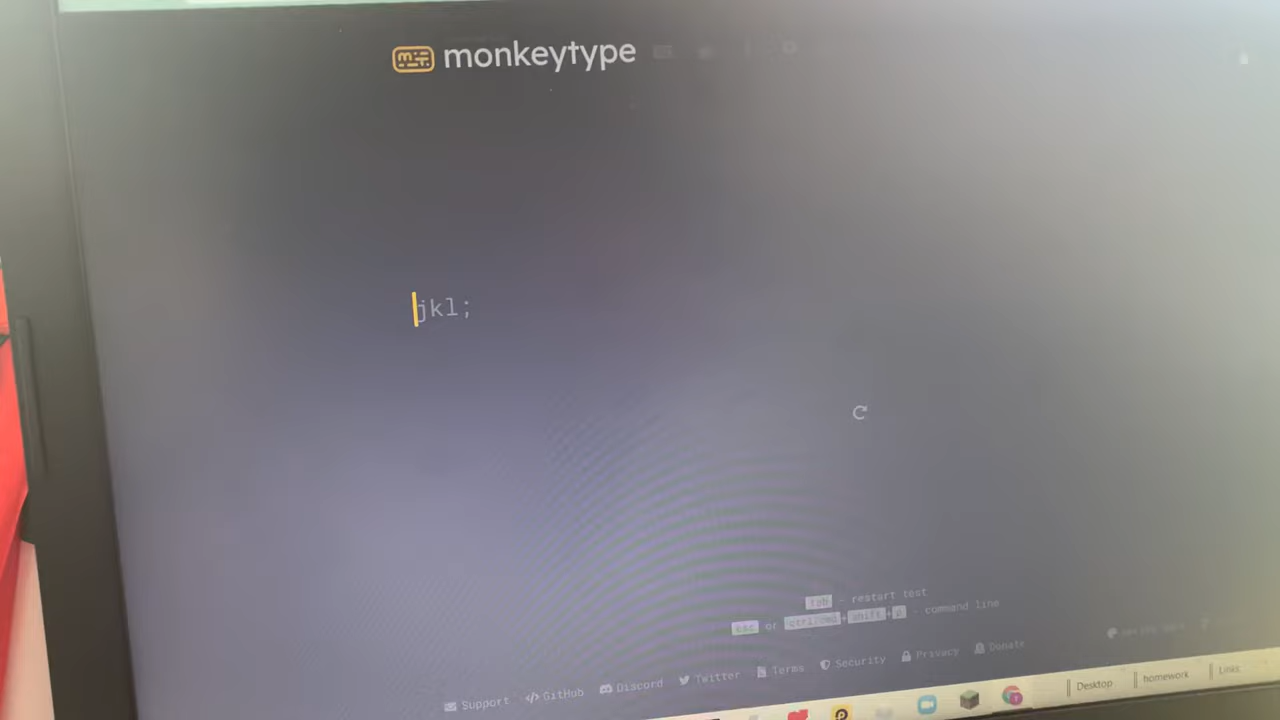 monkeytype
jkl;
tab - restart test
esc or ctrl/cmd+shift+p - command line
Support GitHub Discord Twitter Terms Security Privacy Donate
Desktop homework Links